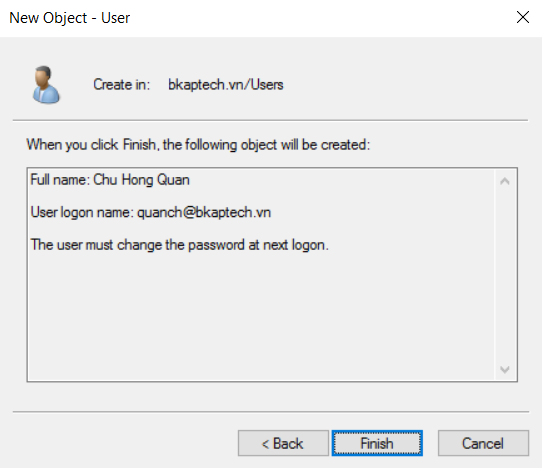 New Object - User
Create in: bkaptech.vn/Users
When you click Finish, the following object will be created:
Full name: Chu Hong Quan
User logon name: quanch@bkaptech.vn
The user must change the password at next logon.
< Back Finish Cancel